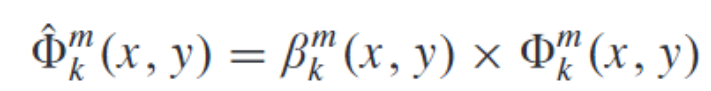 Φ̂ₖᵐ(x, y) = βₖᵐ(x, y) × Φₖᵐ(x, y)